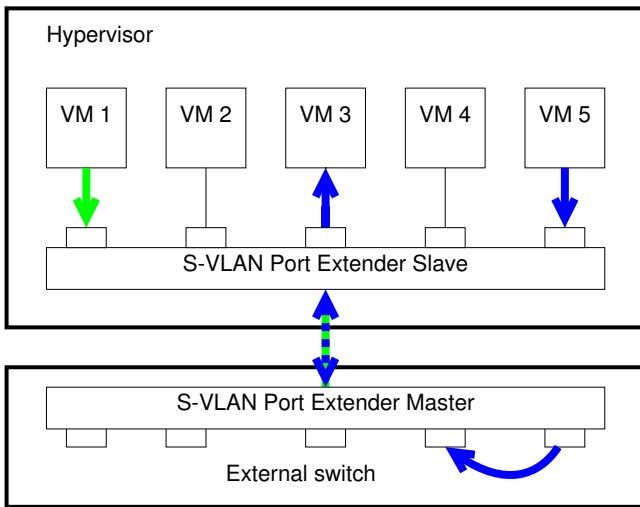 Hypervisor
VM 1 VM 2 VM 3 VM 4 VM 5
S-VLAN Port Extender Slave
S-VLAN Port Extender Master
External switch